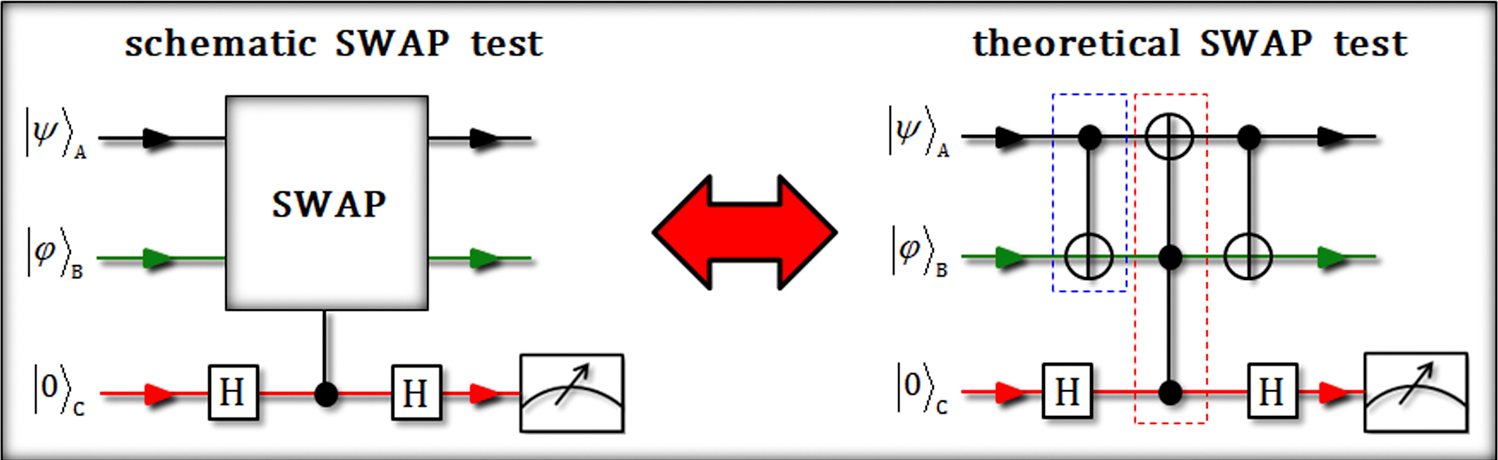 schematic SWAP test
|ψ⟩A
SWAP
|φ⟩B
|0⟩C
H
H
theoretical SWAP test
|ψ⟩A
|φ⟩B
|0⟩C
H
H